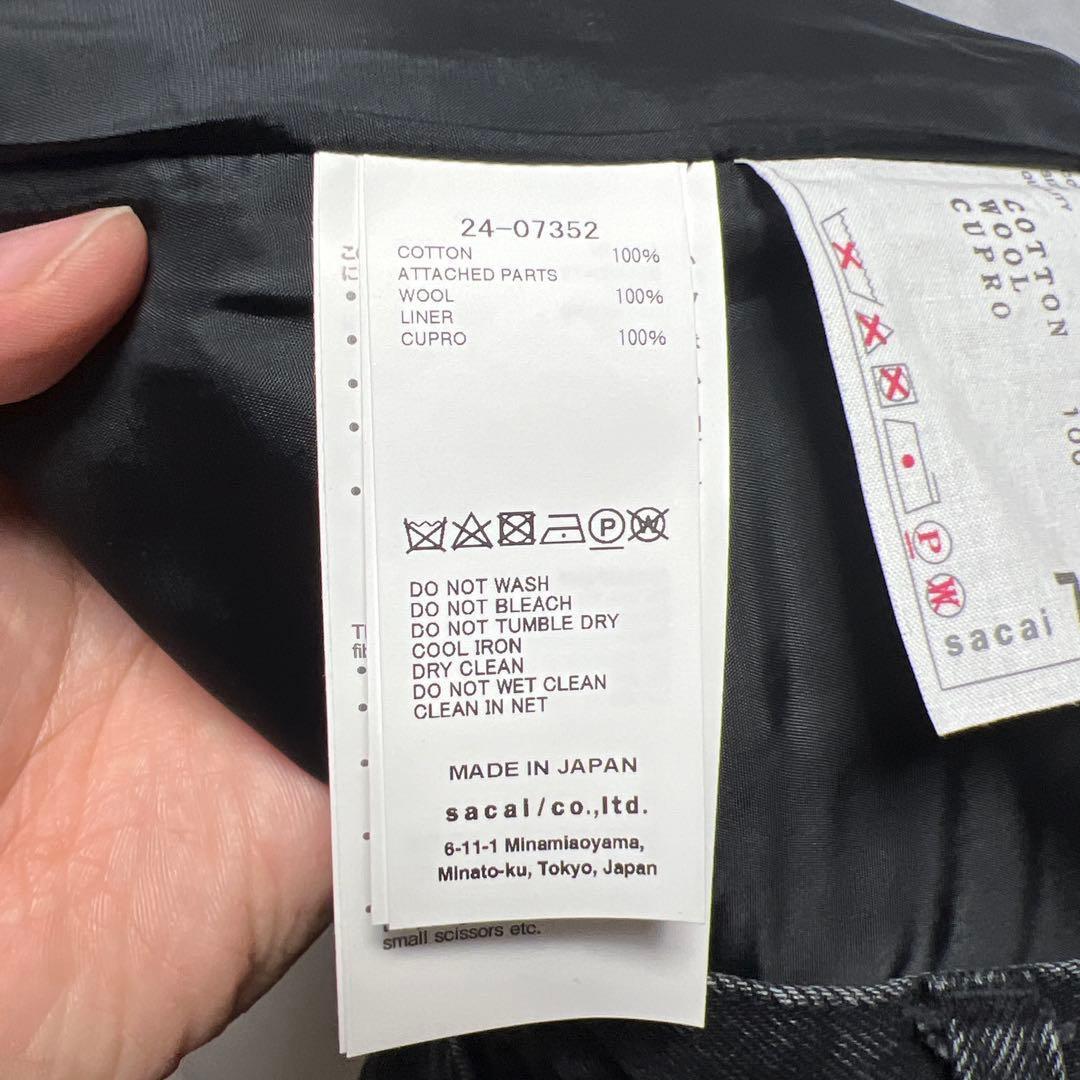 24-07352
COTTON 100%
ATTACHED PARTS
WOOL 100%
LINER
CUPRO 100%
P W
DO NOT WASH
DO NOT BLEACH
DO NOT TUMBLE DRY
COOL IRON
DRY CLEAN
DO NOT WET CLEAN
CLEAN IN NET
MADE IN JAPAN
sacai/co.,ltd.
6-11-1 Minamiaoyama,
Minato-ku, Tokyo, Japan
small scissors etc.
COTTON 100
WOOL
CUPRO
P
W
sacai